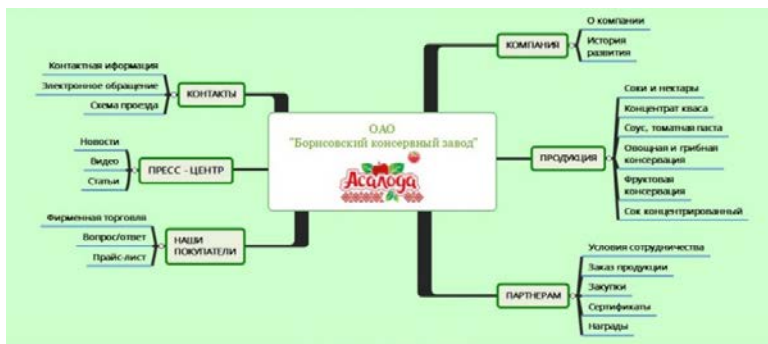 ОАО
"Борисовский консервный завод"
Асалода
КОМПАНИЯ
О компании
История
развития
ПРОДУКЦИЯ
Соки и нектары
Концентрат кваса
Соус, томатная паста
Овощная и грибная
консервация
Фруктовая
консервация
Сок концентрированный
ПАРТНЕРАМ
Условия сотрудничества
Заказ продукции
Закупки
Сертификаты
Награды
КОНТАКТЫ
Контактная иформация
Электронное обращение
Схема проезда
ПРЕСС - ЦЕНТР
Новости
Видео
Статьи
НАШИ
ПОКУПАТЕЛИ
Фирменная торговля
Вопрос/ответ
Прайс-лист